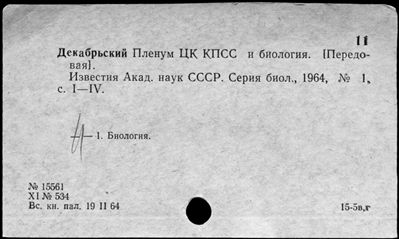 11
Декабрьский Пленум ЦК КПСС и биология. [Передо-
вая].
Известия Акад. наук СССР. Серия биол., 1964, № 1,
с. I—IV.
1. Биология.
№ 15561
XI № 534
Вс. кн. пал. 19 II 64
15-5в,г